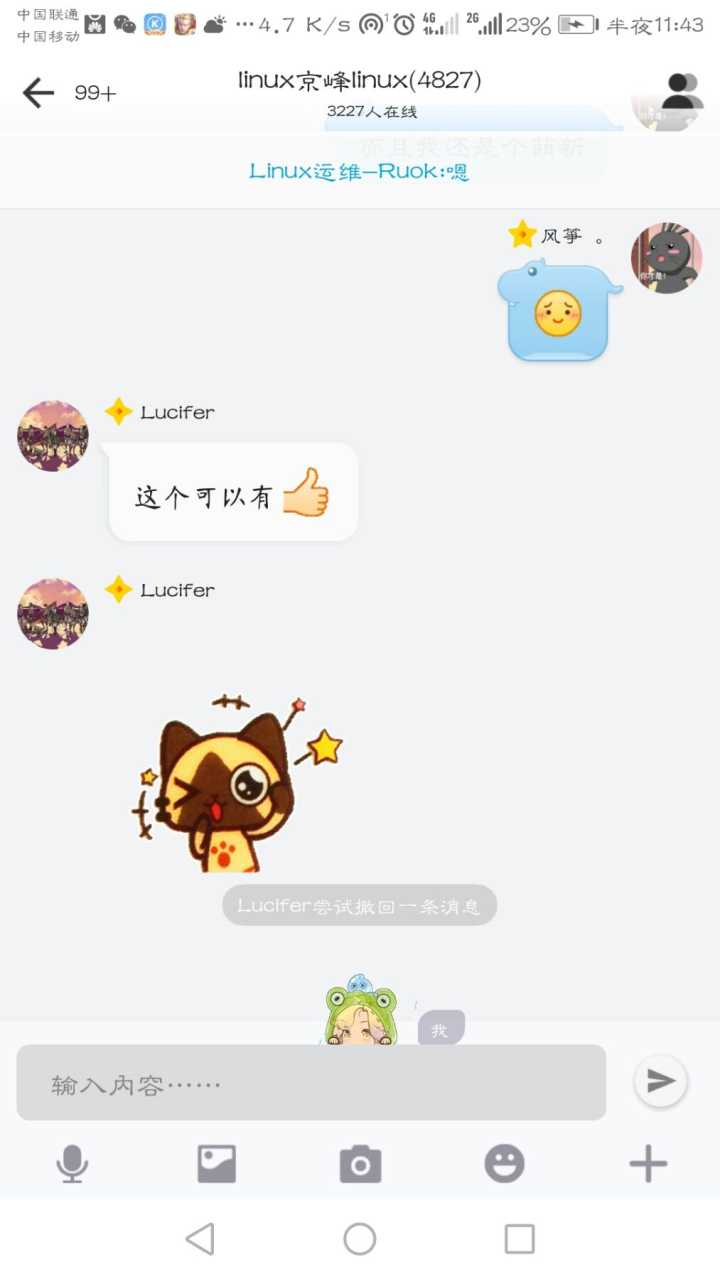 中国联通
中国移动
4.7 K/s
4G
2G
23%
半夜11:43
99+
linux京峰linux(4827)
3227人在线
而且我还是个萌新
Linux运维-Ruok:嗯
风筝 。
Lucifer
这个可以有
Lucifer
Lucifer尝试撤回一条消息
我
输入内容……